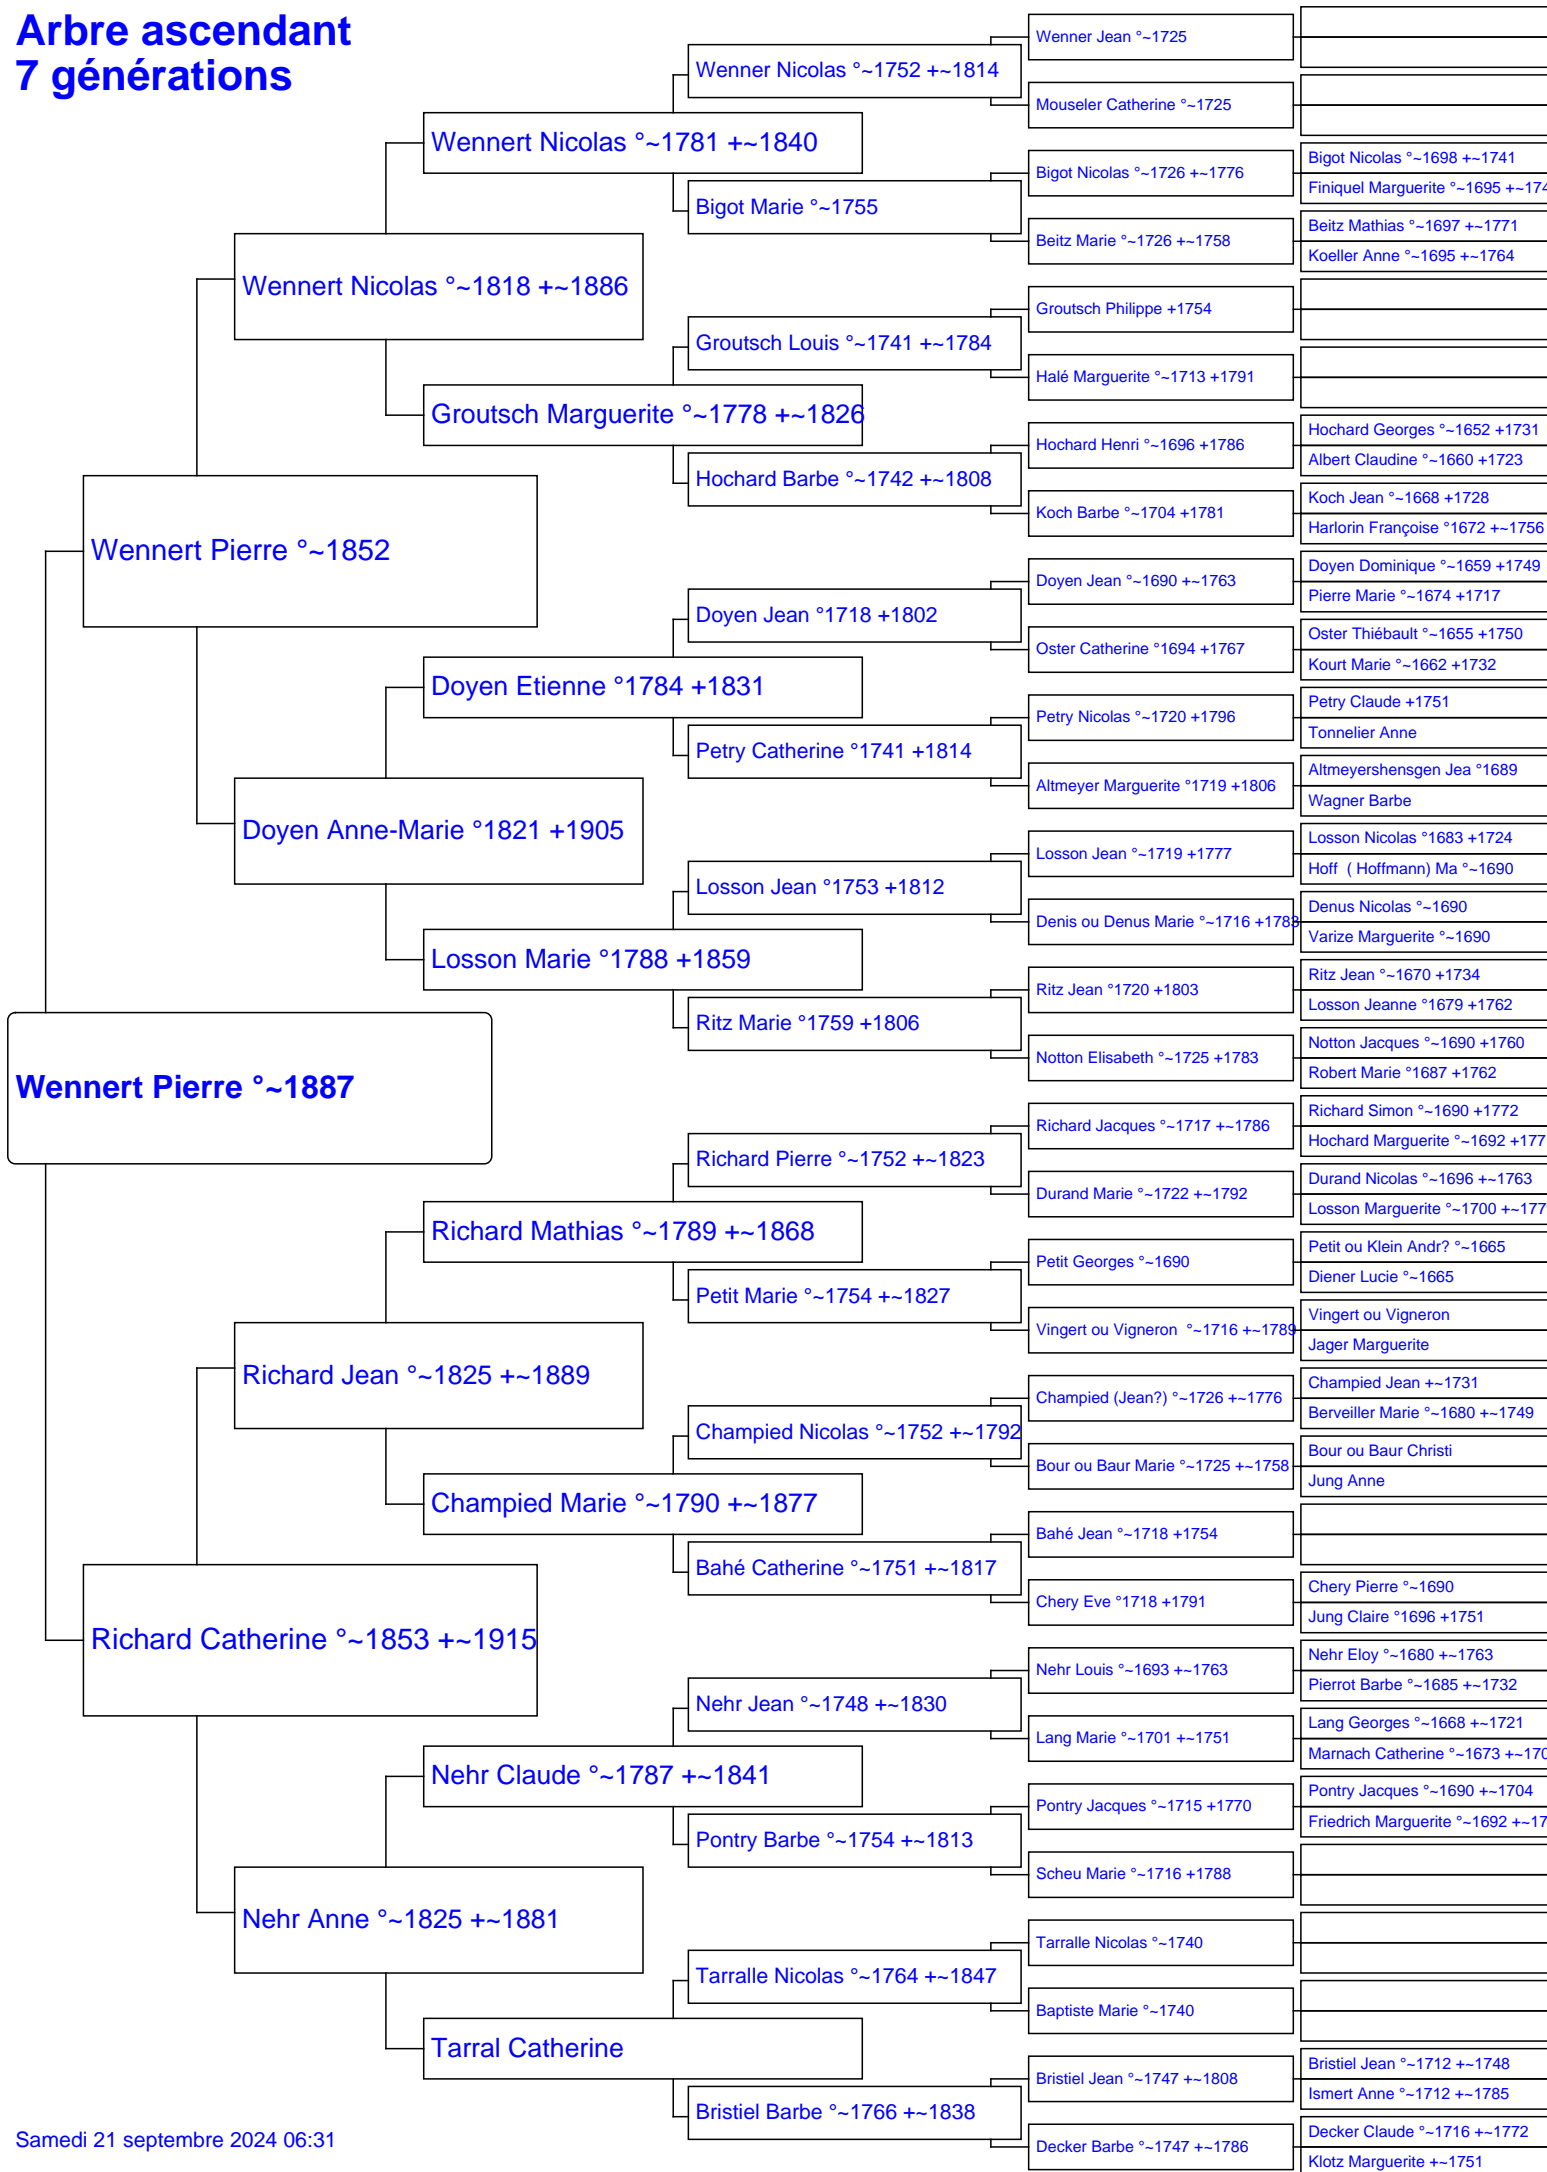 Arbre ascendant
7 générations
Wennert Pierre °~1887
Wennert Pierre °~1852
Richard Catherine °~1853 +~1915
Wennert Nicolas °~1818 +~1886
Doyen Anne-Marie °1821 +1905
Richard Jean °~1825 +~1889
Nehr Anne °~1825 +~1881
Wennert Nicolas °~1781 +~1840
Groutsch Marguerite °~1778 +~1826
Doyen Etienne °1784 +1831
Losson Marie °1788 +1859
Richard Mathias °~1789 +~1868
Champied Marie °~1790 +~1877
Nehr Claude °~1787 +~1841
Tarral Catherine
Wenner Nicolas °~1752 +~1814
Bigot Marie °~1755
Groutsch Louis °~1741 +~1784
Hochard Barbe °~1742 +~1808
Doyen Jean °1718 +1802
Petry Catherine °1741 +1814
Losson Jean °1753 +1812
Ritz Marie °1759 +1806
Richard Pierre °~1752 +~1823
Petit Marie °~1754 +~1827
Champied Nicolas °~1752 +~1792
Bahé Catherine °~1751 +~1817
Nehr Jean °~1748 +~1830
Pontry Barbe °~1754 +~1813
Tarralle Nicolas °~1764 +~1847
Bristiel Barbe °~1766 +~1838
Wenner Jean °~1725
Mouseler Catherine °~1725
Bigot Nicolas °~1726 +~1776
Beitz Marie °~1726 +~1758
Groutsch Philippe +1754
Halé Marguerite °~1713 +1791
Hochard Henri °~1696 +1786
Koch Barbe °~1704 +1781
Doyen Jean °~1690 +~1763
Oster Catherine °1694 +1767
Petry Nicolas °~1720 +1796
Altmeyer Marguerite °1719 +1806
Losson Jean °~1719 +1777
Denis ou Denus Marie °~1716 +1783
Ritz Jean °1720 +1803
Notton Elisabeth °~1725 +1783
Richard Jacques °~1717 +~1786
Durand Marie °~1722 +~1792
Petit Georges °~1690
Vingert ou Vigneron  °~1716 +~1789
Champied (Jean?) °~1726 +~1776
Bour ou Baur Marie °~1725 +~1758
Bahé Jean °~1718 +1754
Chery Eve °1718 +1791
Nehr Louis °~1693 +~1763
Lang Marie °~1701 +~1751
Pontry Jacques °~1715 +1770
Scheu Marie °~1716 +1788
Tarralle Nicolas °~1740
Baptiste Marie °~1740
Bristiel Jean °~1747 +~1808
Decker Barbe °~1747 +~1786
Bigot Nicolas °~1698 +~1741
Finiquel Marguerite °~1695 +~174
Beitz Mathias °~1697 +~1771
Koeller Anne °~1695 +~1764
Hochard Georges °~1652 +1731
Albert Claudine °~1660 +1723
Koch Jean °~1668 +1728
Harlorin Françoise °1672 +~1756
Doyen Dominique °~1659 +1749
Pierre Marie °~1674 +1717
Oster Thiébault °~1655 +1750
Kourt Marie °~1662 +1732
Petry Claude +1751
Tonnelier Anne
Altmeyershensgen Jea °1689
Wagner Barbe
Losson Nicolas °1683 +1724
Hoff  ( Hoffmann) Ma °~1690
Denus Nicolas °~1690
Varize Marguerite °~1690
Ritz Jean °~1670 +1734
Losson Jeanne °1679 +1762
Notton Jacques °~1690 +1760
Robert Marie °1687 +1762
Richard Simon °~1690 +1772
Hochard Marguerite °~1692 +177
Durand Nicolas °~1696 +~1763
Losson Marguerite °~1700 +~177
Petit ou Klein Andr? °~1665
Diener Lucie °~1665
Vingert ou Vigneron
Jager Marguerite
Champied Jean +~1731
Berveiller Marie °~1680 +~1749
Bour ou Baur Christi
Jung Anne
Chery Pierre °~1690
Jung Claire °1696 +1751
Nehr Eloy °~1680 +~1763
Pierrot Barbe °~1685 +~1732
Lang Georges °~1668 +~1721
Marnach Catherine °~1673 +~170
Pontry Jacques °~1690 +~1704
Friedrich Marguerite °~1692 +~17
Bristiel Jean °~1712 +~1748
Ismert Anne °~1712 +~1785
Decker Claude °~1716 +~1772
Klotz Marguerite +~1751
Samedi 21 septembre 2024 06:31